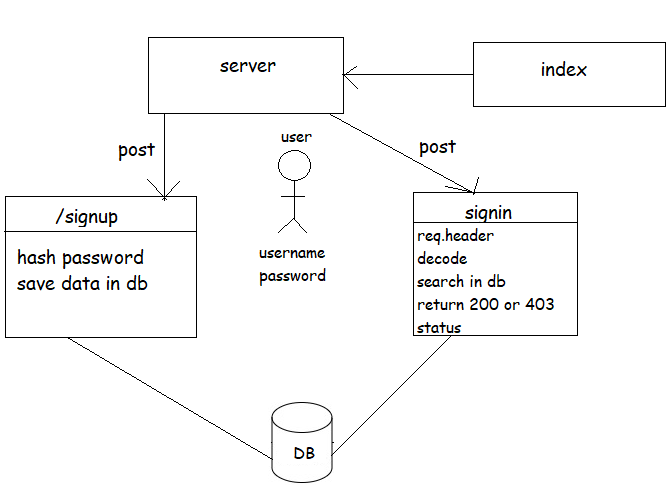 server
index
post
user
post
/signup
hash password
save data in db
username
password
signin
req.header
decode
search in db
return 200 or 403
status
DB